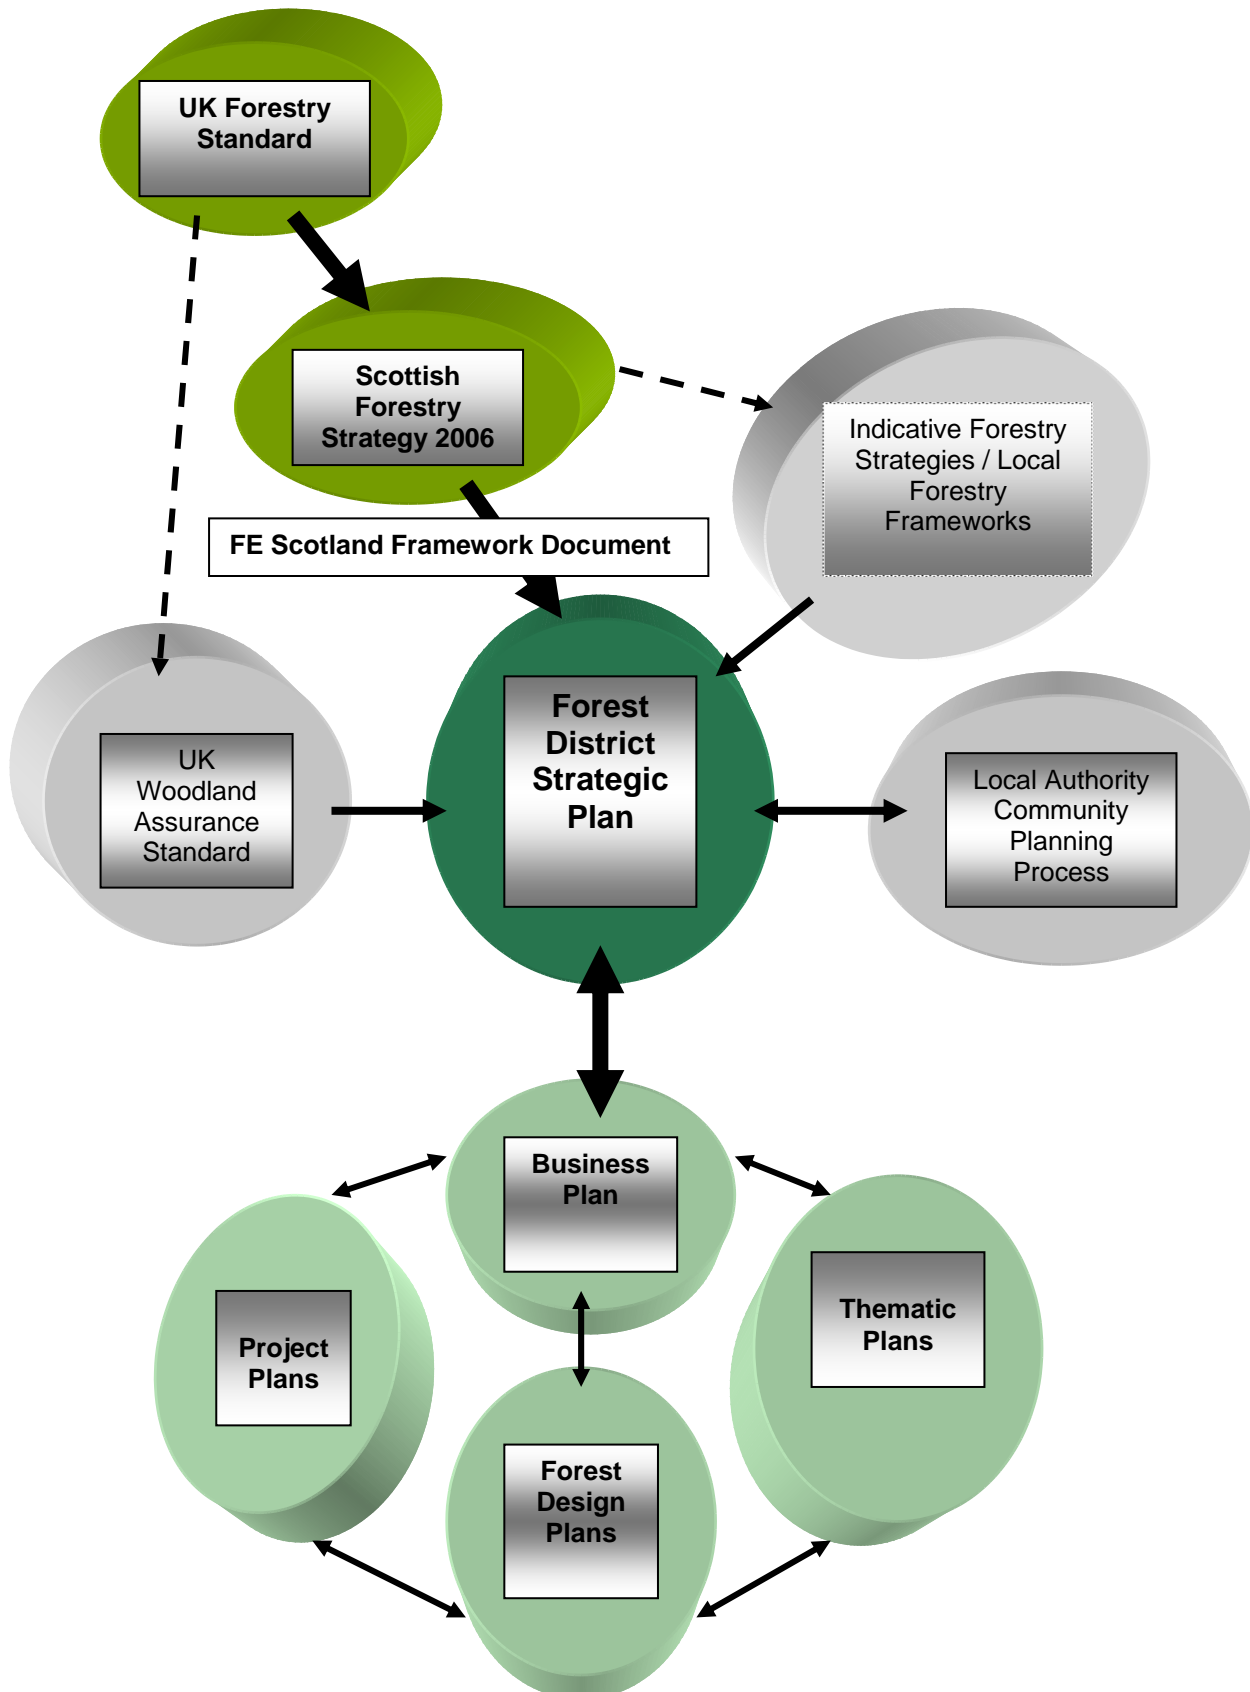 UK Forestry
Standard
Scottish
Forestry
Strategy 2006
Indicative Forestry
Strategies / Local
Forestry
Frameworks
FE Scotland Framework Document
Forest
District
Strategic
Plan
UK
Woodland
Assurance
Standard
Local Authority
Community
Planning
Process
Business
Plan
Project
Plans
Thematic
Plans
Forest
Design
Plans